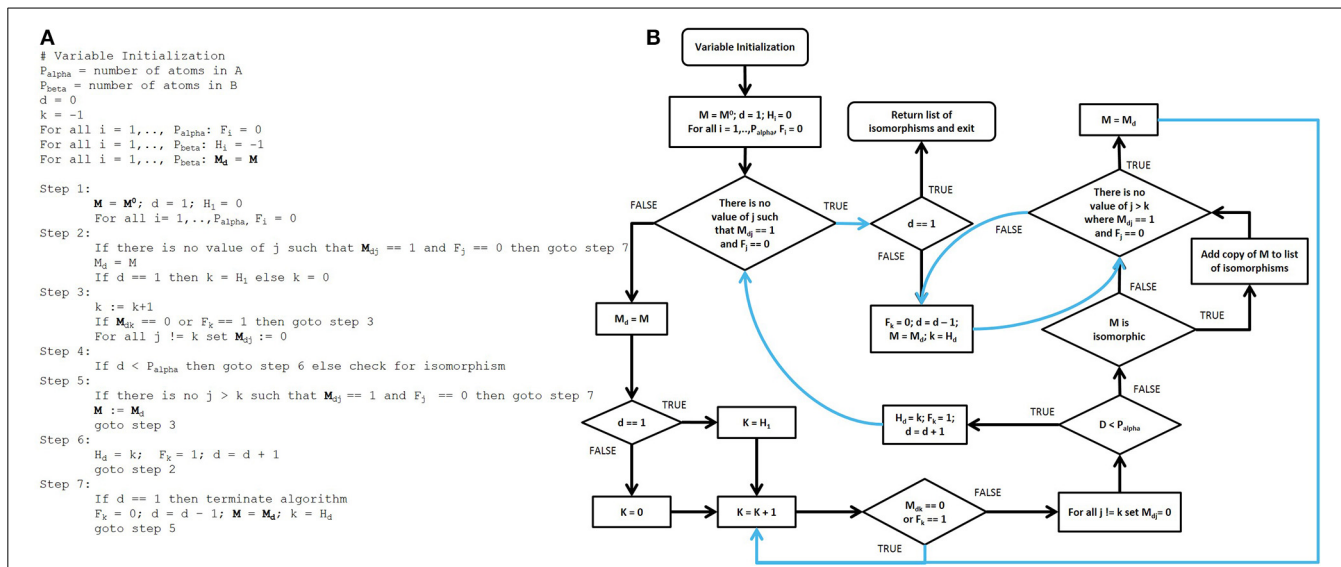 A
# Variable Initialization
Palpha = number of atoms in A
Pbeta = number of atoms in B
d = 0
k = -1
For all i = 1,.., Palpha: Fi = 0
For all i = 1,.., Pbeta: Hi = -1
For all i = 1,.., Pbeta: Md = M
Step 1:
M = M⁰; d = 1; H1 = 0
For all i= 1,..,Palpha, Fi = 0
Step 2:
If there is no value of j such that Mdj == 1 and Fj == 0 then goto step 7
Md = M
If d == 1 then k = H1 else k = 0
Step 3:
k := k+1
If Mdk == 0 or Fk == 1 then goto step 3
For all j != k set Mdj := 0
Step 4:
If d < Palpha then goto step 6 else check for isomorphism
Step 5:
If there is no j > k such that Mdj == 1 and Fj == 0 then goto step 7
M := Md
goto step 3
Step 6:
Hd = k; Fk = 1; d = d + 1
goto step 2
Step 7:
If d == 1 then terminate algorithm
Fk = 0; d = d - 1; M = Md; k = Hd
goto step 5
B
Variable Initialization
M = M⁰; d = 1; Hi = 0
For all i = 1,..,Palpha, Fi = 0
There is no
value of j such
that Mdj == 1
and Fj == 0
FALSE
TRUE
Return list of
isomorphisms and exit
TRUE
d == 1
FALSE
Fk = 0; d = d – 1;
M = Md; k = Hd
M = Md
TRUE
There is no
value of j > k
where Mdj == 1
and Fj == 0
FALSE
Add copy of M to list
of isomorphisms
FALSE
M is
isomorphic
TRUE
FALSE
D < Palpha
TRUE
Hd = k; Fk = 1;
d = d + 1
Md = M
d == 1
TRUE
FALSE
K = H1
K = 0
K = K + 1
Mdk == 0
or Fk == 1
FALSE
TRUE
For all j != k set Mdj = 0